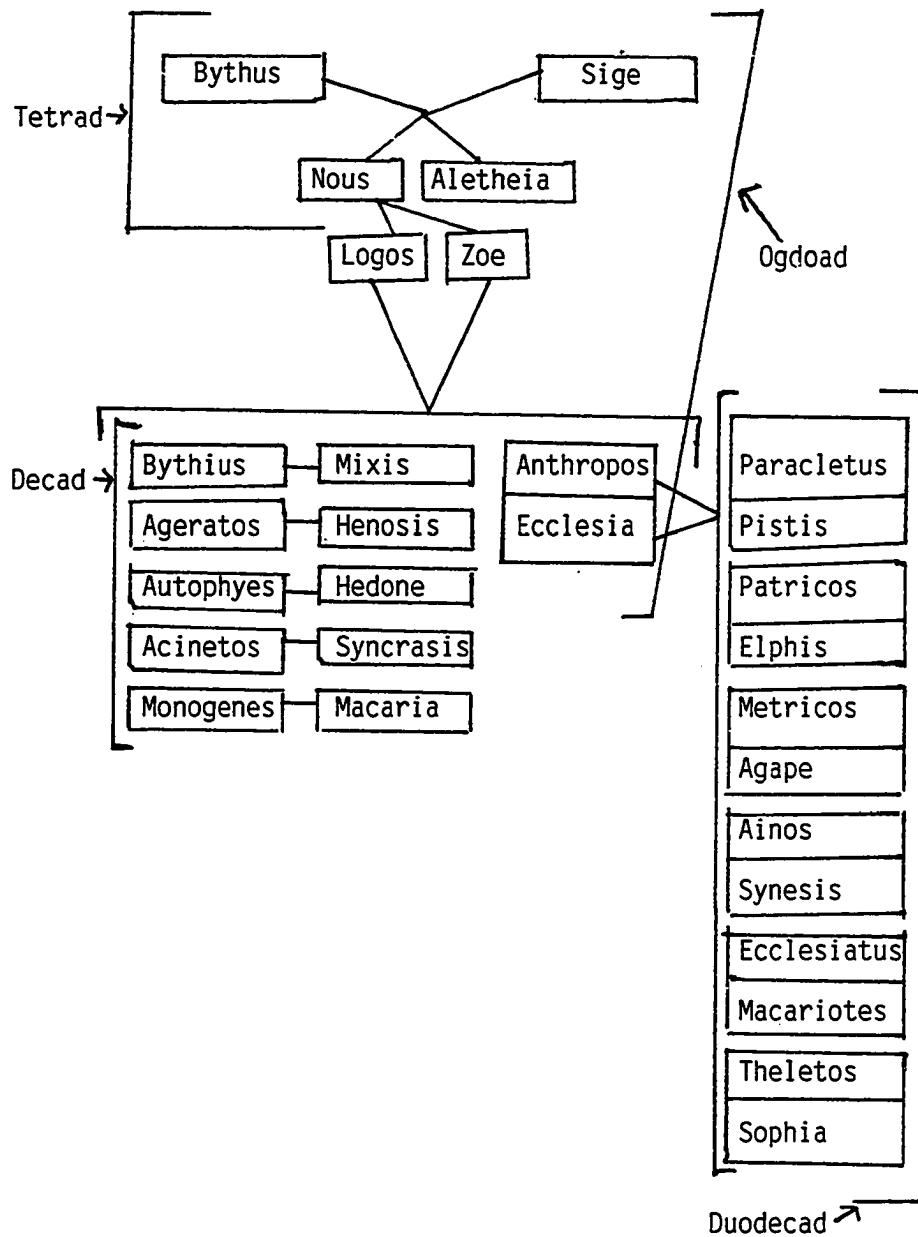 Bythus Sige
Tetrad
Nous Aletheia
Logos Zoe
Ogdoad
Decad
Bythius Mixis
Ageratos Henosis
Autophyes Hedone
Acinetos Syncrasis
Monogenes Macaria
Anthropos
Ecclesia
Paracletus
Pistis
Patricos
Elphis
Metricos
Agape
Ainos
Synesis
Ecclesiatus
Macariotes
Theletos
Sophia
Duodecad